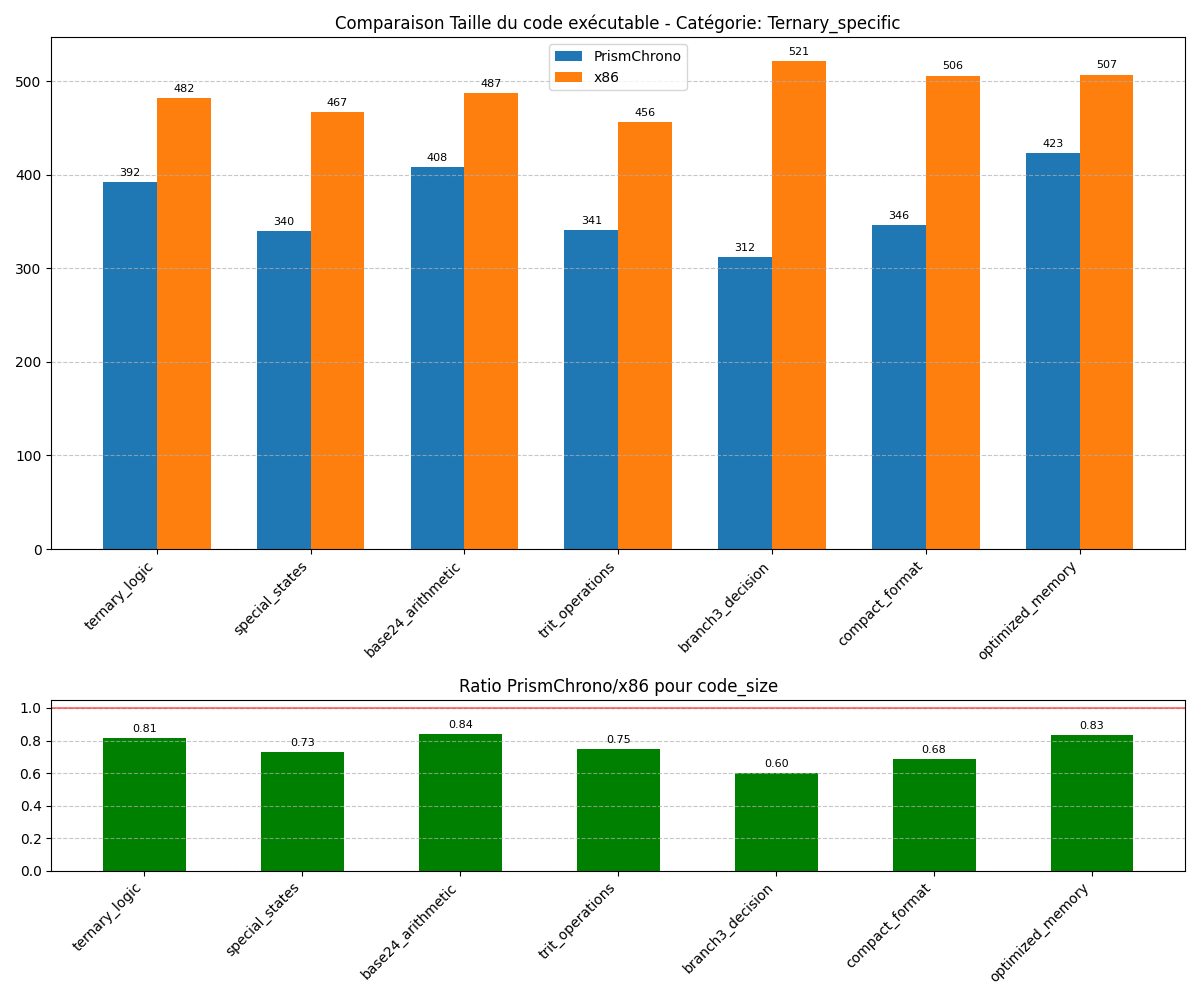 Comparaison Taille du code exécutable - Catégorie: Ternary_specific
PrismChrono
x86
500
400
300
200
100
0
392
482
340
467
408
487
341
456
312
521
346
506
423
507
ternary_logic
special_states
base24_arithmetic
trit_operations
branch3_decision
compact_format
optimized_memory
Ratio PrismChrono/x86 pour code_size
1.0
0.8
0.6
0.4
0.2
0.0
0.81
0.73
0.84
0.75
0.60
0.68
0.83
ternary_logic
special_states
base24_arithmetic
trit_operations
branch3_decision
compact_format
optimized_memory